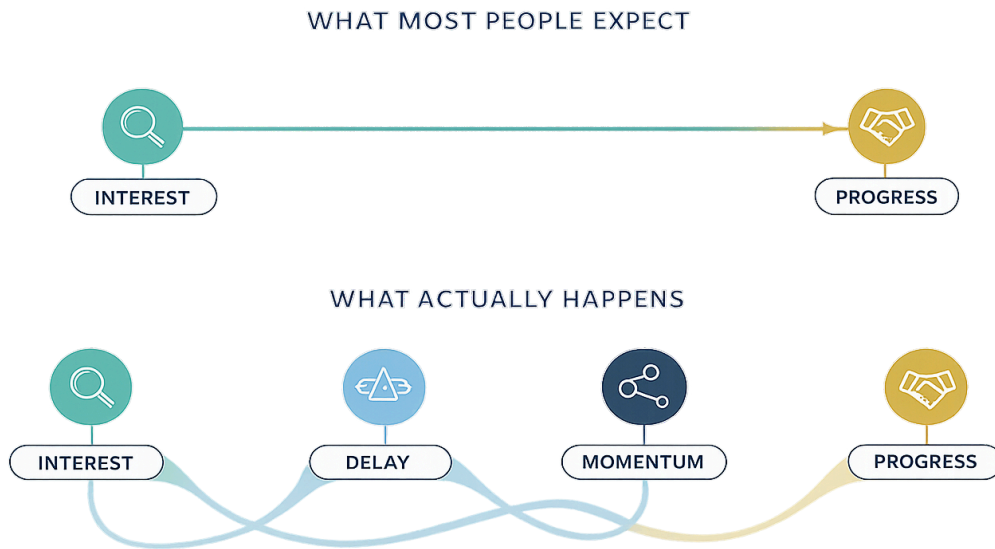 WHAT MOST PEOPLE EXPECT
INTEREST
PROGRESS
WHAT ACTUALLY HAPPENS
INTEREST
DELAY
MOMENTUM
PROGRESS